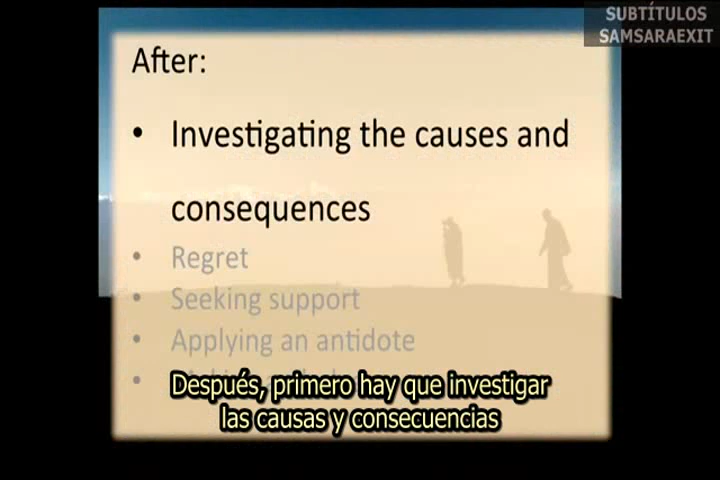 SUBTÍTULOS
SAMSARAEXIT
After:
• Investigating the causes and
consequences
• Regret
• Seeking support
• Applying an antidote
•
Después, primero hay que investigar
las causas y consecuencias